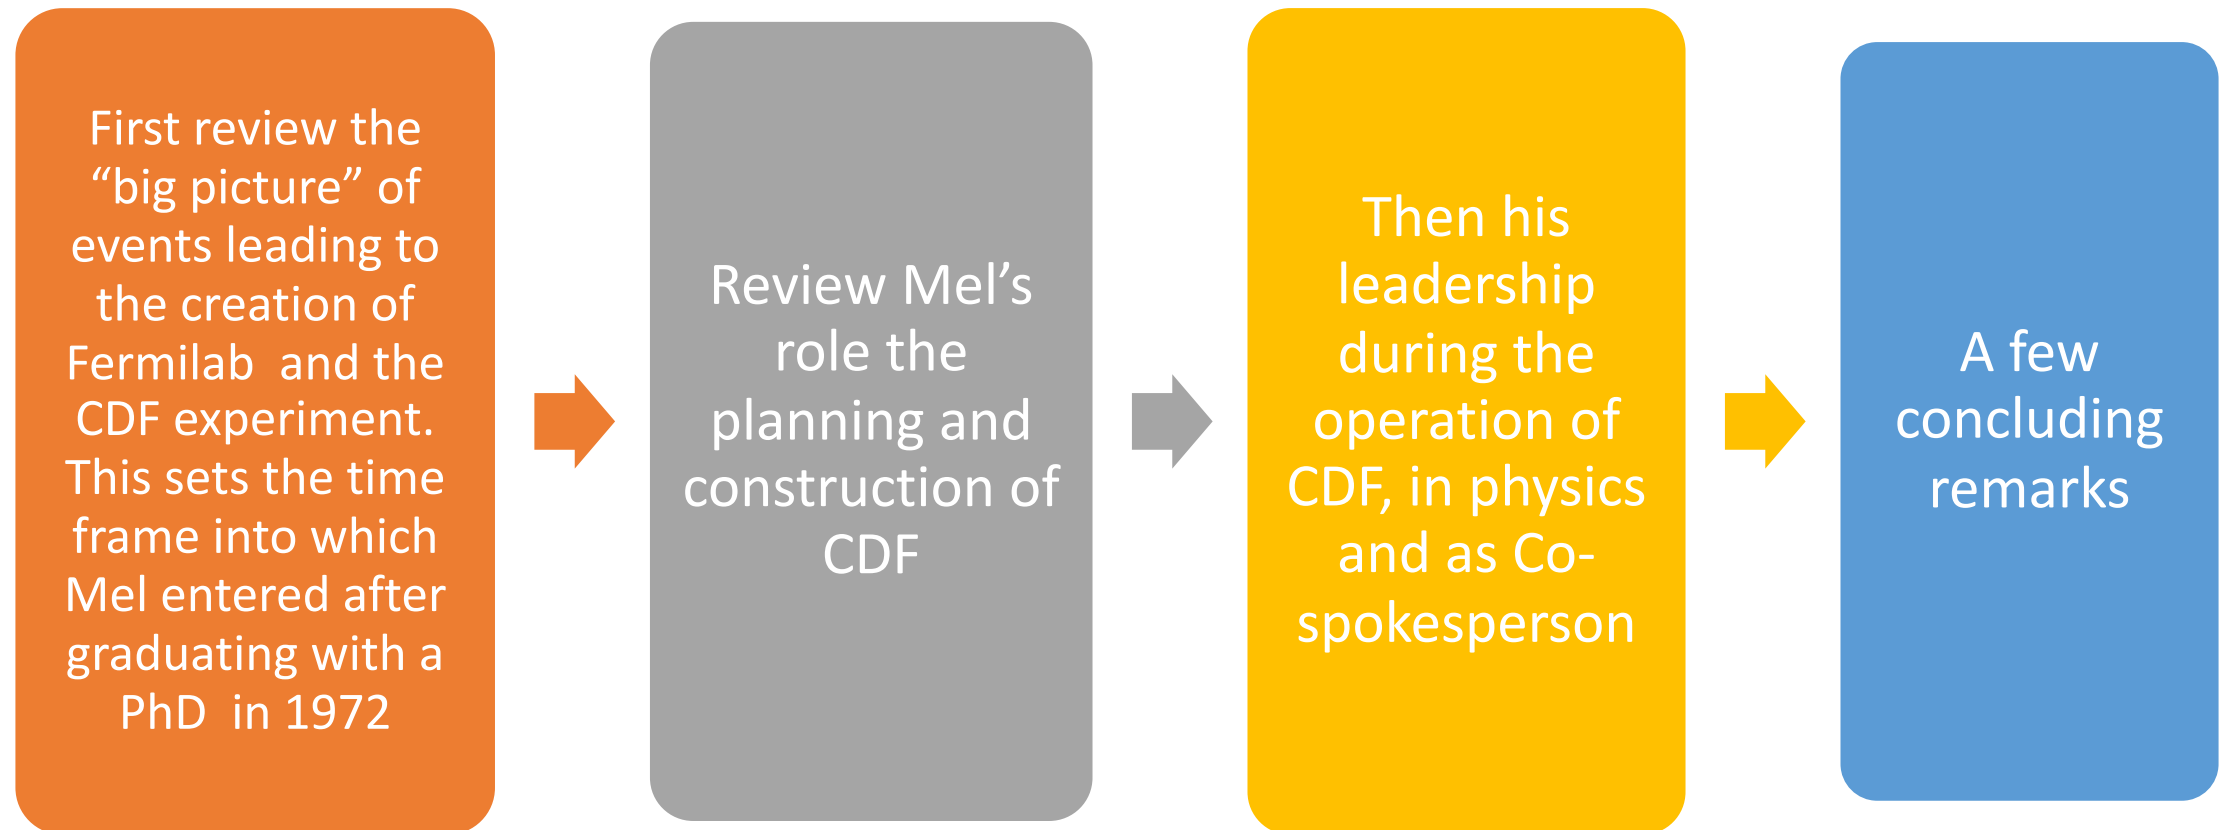 First review the
“big picture” of
events leading to
the creation of
Fermilab  and the
CDF experiment.
This sets the time
frame into which
Mel entered after
graduating with a
PhD  in 1972
Review Mel’s
role the
planning and
construction of
CDF
Then his
leadership
during the
operation of
CDF, in physics
and as Co-
spokesperson
A few
concluding
remarks